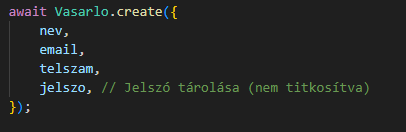 await Vasarlo.create({
    nev,
    email,
    telszam,
    jelszo, // Jelszó tárolása (nem titkosítva)
});